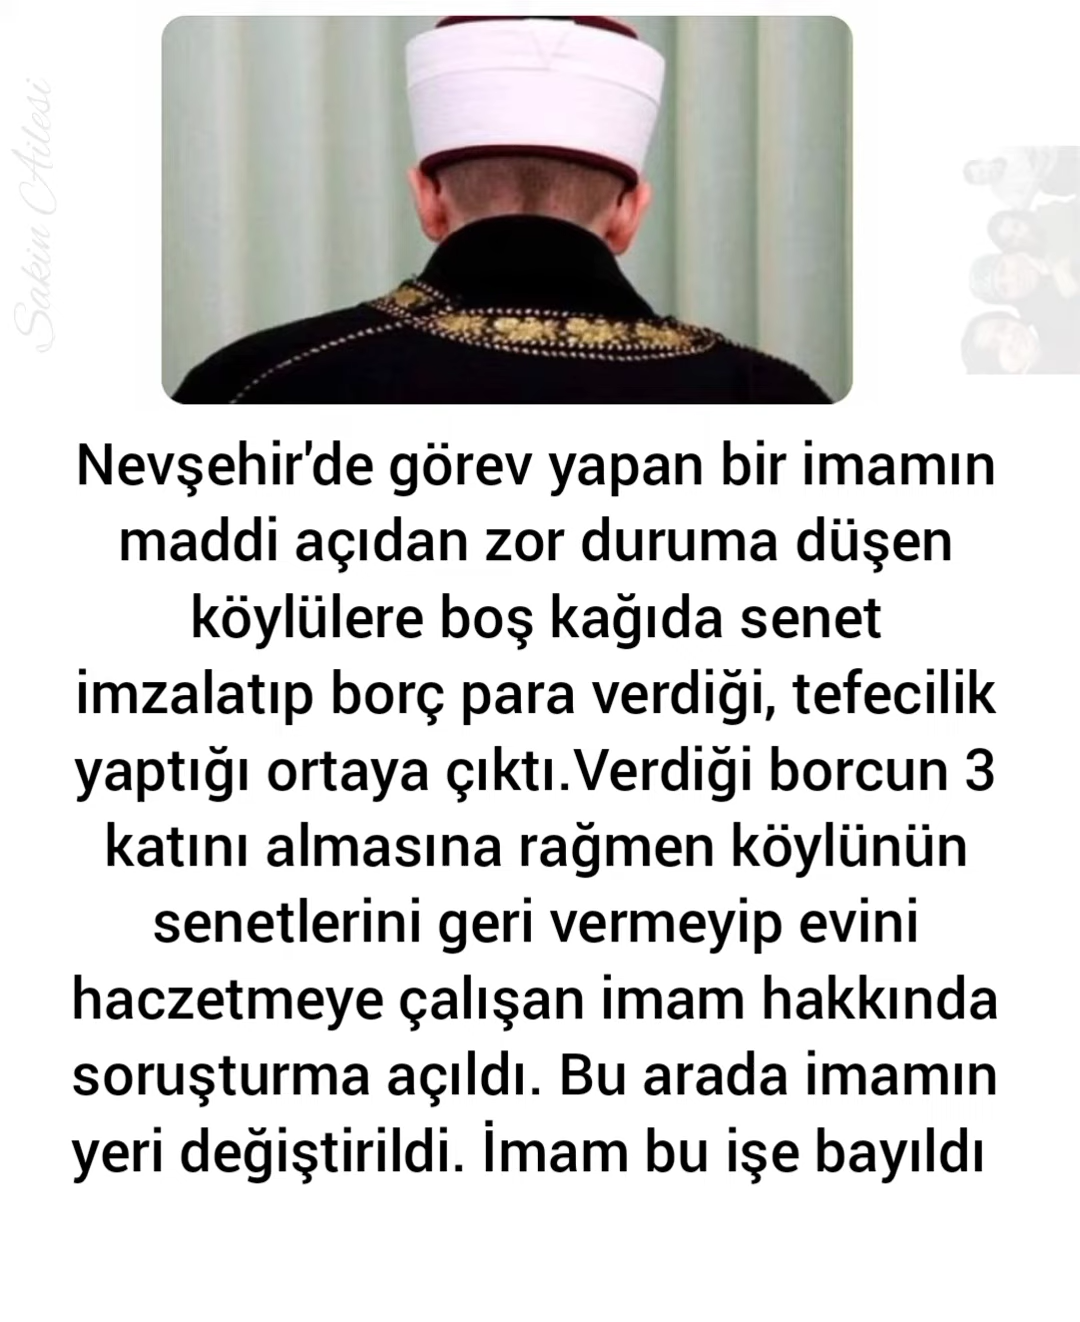 Sakin Ailesi
Nevşehir'de görev yapan bir imamın
maddi açıdan zor duruma düşen
köylülere boş kağıda senet
imzalatıp borç para verdiği, tefecilik
yaptığı ortaya çıktı.Verdiği borcun 3
katını almasına rağmen köylünün
senetlerini geri vermeyip evini
haczetmeye çalışan imam hakkında
soruşturma açıldı. Bu arada imamın
yeri değiştirildi. İmam bu işe bayıldı